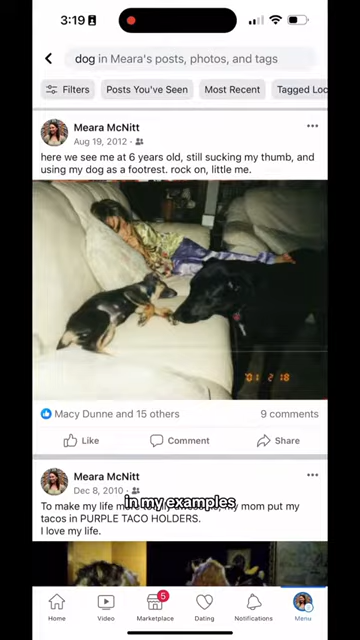 3:19
dog in Meara's posts, photos, and tags
Filters
Posts You've Seen
Most Recent
Tagged Loc
Meara McNitt
Aug 19, 2012
here we see me at 6 years old, still sucking my thumb, and
using my dog as a footrest. rock on, little me.
'01 2 18
Macy Dunne and 15 others
9 comments
Like
Comment
Share
Meara McNitt
Dec 8, 2010
To make my life my mom put my
in my examples
tacos in PURPLE TACO HOLDERS.
I love my life.
Home
Video
5
Marketplace
Dating
Notifications
Menu